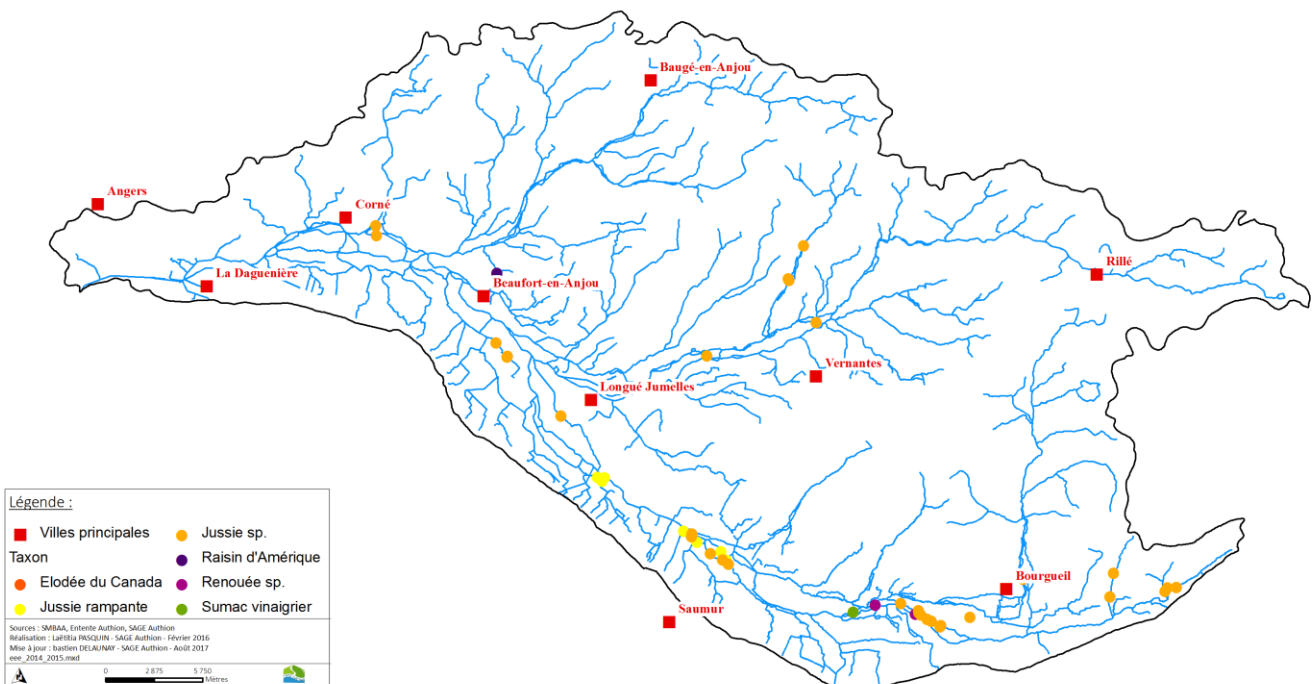 Baugé-en-Anjou
Angers
Corné
La Daguenière
Beaufort-en-Anjou
Rillé
Vernantes
Longué Jumelles
Bourgueil
Saumur
Légende :
Villes principales
Taxon
Elodée du Canada
Jussie rampante
Jussie sp.
Raisin d'Amérique
Renouée sp.
Sumac vinaigrier
Sources : SMBAA, Entente Authion, SAGE Authion
Réalisation : Laëtitia PASQUIN - SAGE Authion - Février 2016
Mise à jour : bastien DELAUNAY - SAGE Authion - Août 2017
eee_2014_2015.mxd
0 2 875 5 750
Mètres